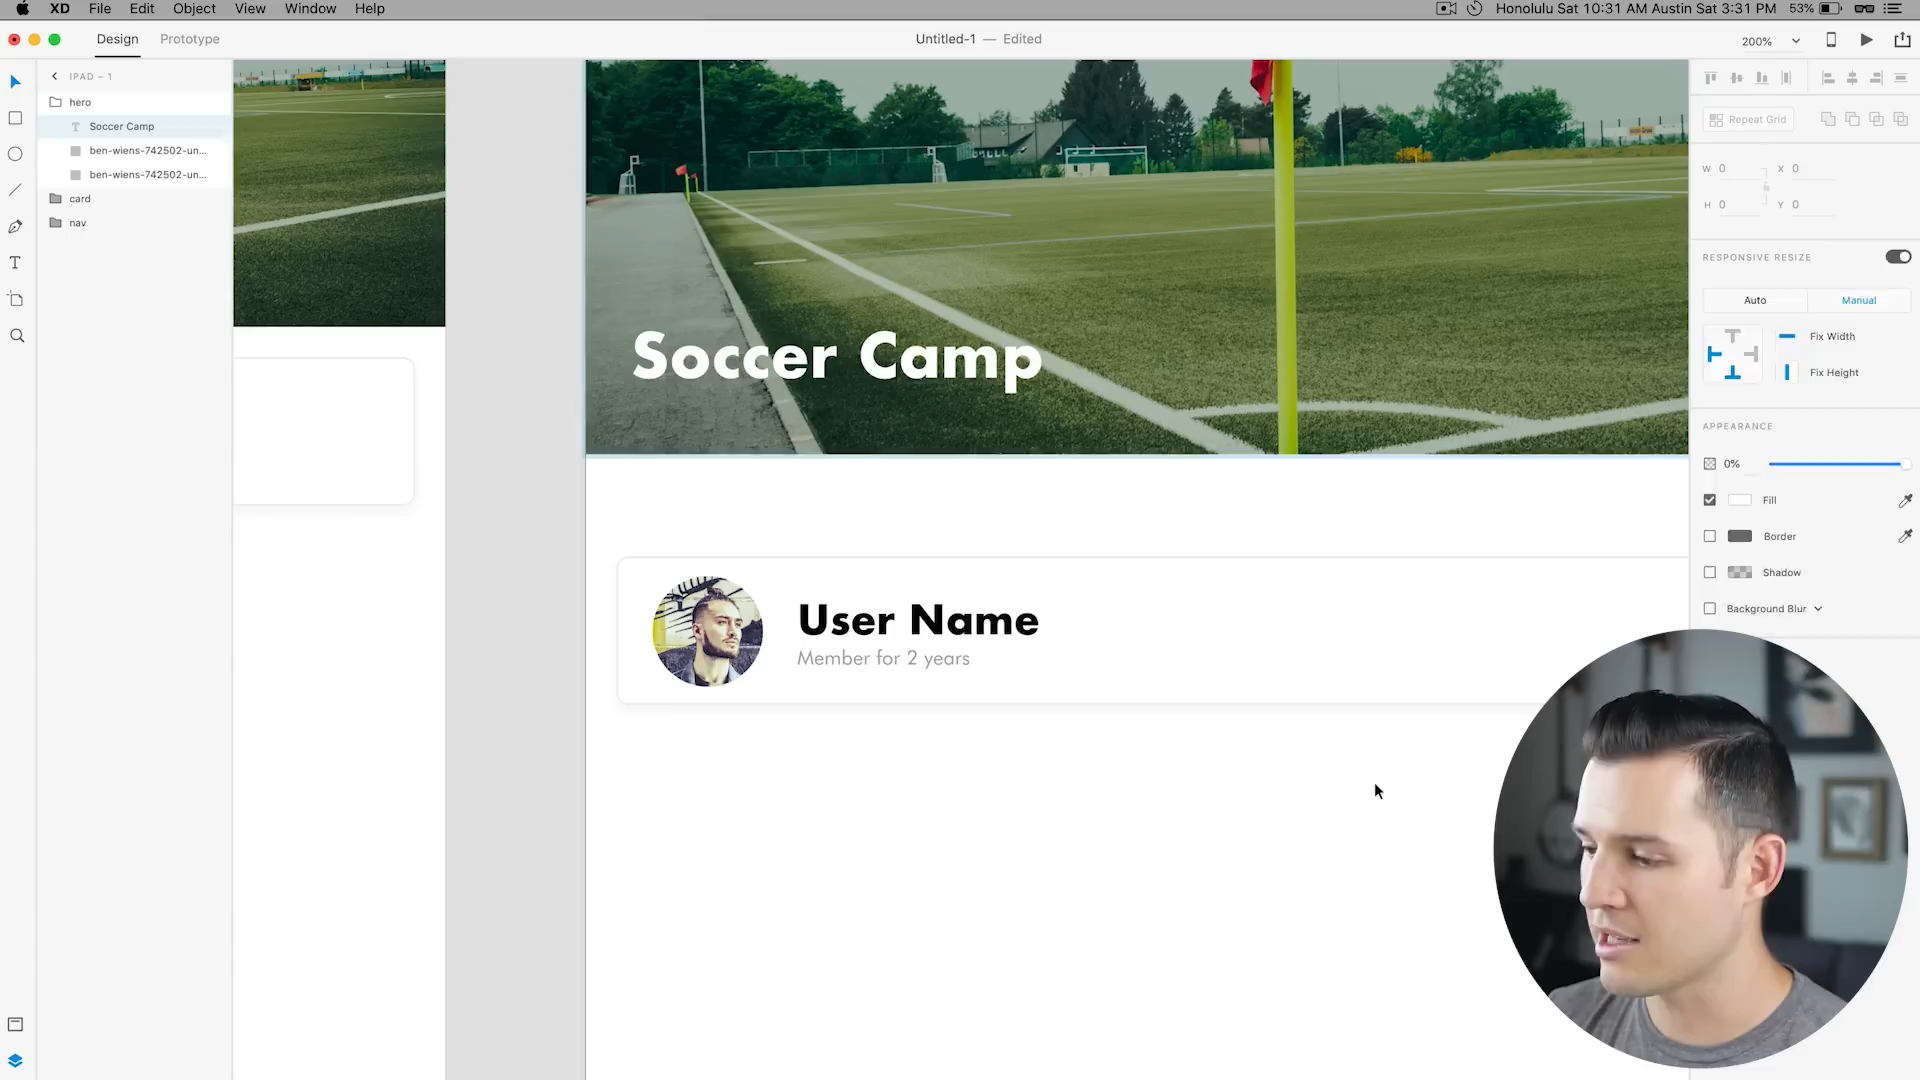 XD File Edit Object View Window Help
Honolulu Sat 10:31 AM Austin Sat 3:31 PM 53%
Design Prototype
Untitled-1 — Edited
200%
IPAD – 1
hero
Soccer Camp
ben-wiens-742502-un...
ben-wiens-742502-un...
card
nav
Soccer Camp
User Name
Member for 2 years
Repeat Grid
W 0 X 0
H 0 Y 0
RESPONSIVE RESIZE
Auto Manual
Fix Width
Fix Height
APPEARANCE
0%
Fill
Border
Shadow
Background Blur